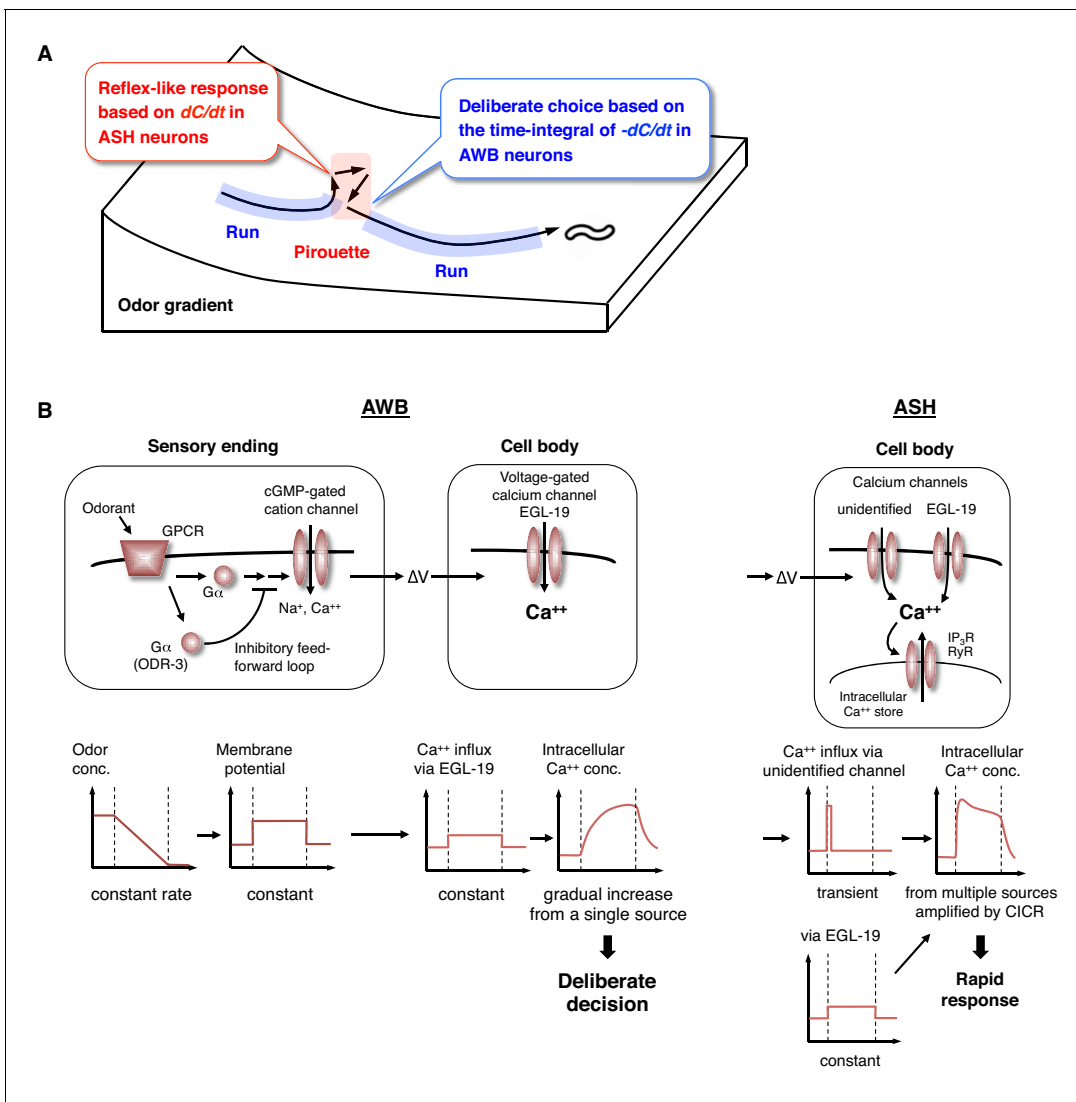 A
Reflex-like response
based on dC/dt in
ASH neurons
Deliberate choice based on
the time-integral of -dC/dt in
AWB neurons
Run
Pirouette
Run
Odor gradient
B
AWB
Sensory ending
Odorant
GPCR
cGMP-gated
cation channel
Gα
Na⁺, Ca⁺⁺
Gα
(ODR-3)
Inhibitory feed-
forward loop
ΔV
Cell body
Voltage-gated
calcium channel
EGL-19
Ca⁺⁺
ASH
Cell body
ΔV
Calcium channels
unidentified
EGL-19
Ca⁺⁺
IP₃R
RyR
Intracellular
Ca⁺⁺ store
Odor
conc.
constant rate
Membrane
potential
constant
Ca⁺⁺ influx
via EGL-19
constant
Intracellular
Ca⁺⁺ conc.
gradual increase
from a single source
Deliberate
decision
Ca⁺⁺ influx via
unidentified channel
transient
via EGL-19
constant
Intracellular
Ca⁺⁺ conc.
from multiple sources
amplified by CICR
Rapid
response